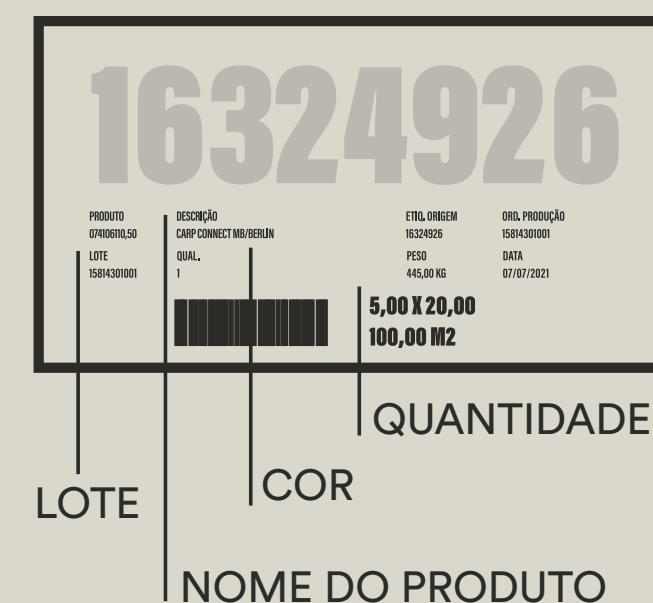 16324926
PRODUTO DESCRIÇÃO ETIQ. ORIGEM ORD. PRODUÇÃO
074106110,50 CARP CONNECT MB/BERLIN 16324926 15814301001
LOTE QUAL. PESO DATA
15814301001 1 445,00 KG 07/07/2021
5,00 X 20,00
100,00 M2
QUANTIDADE
COR
LOTE
NOME DO PRODUTO